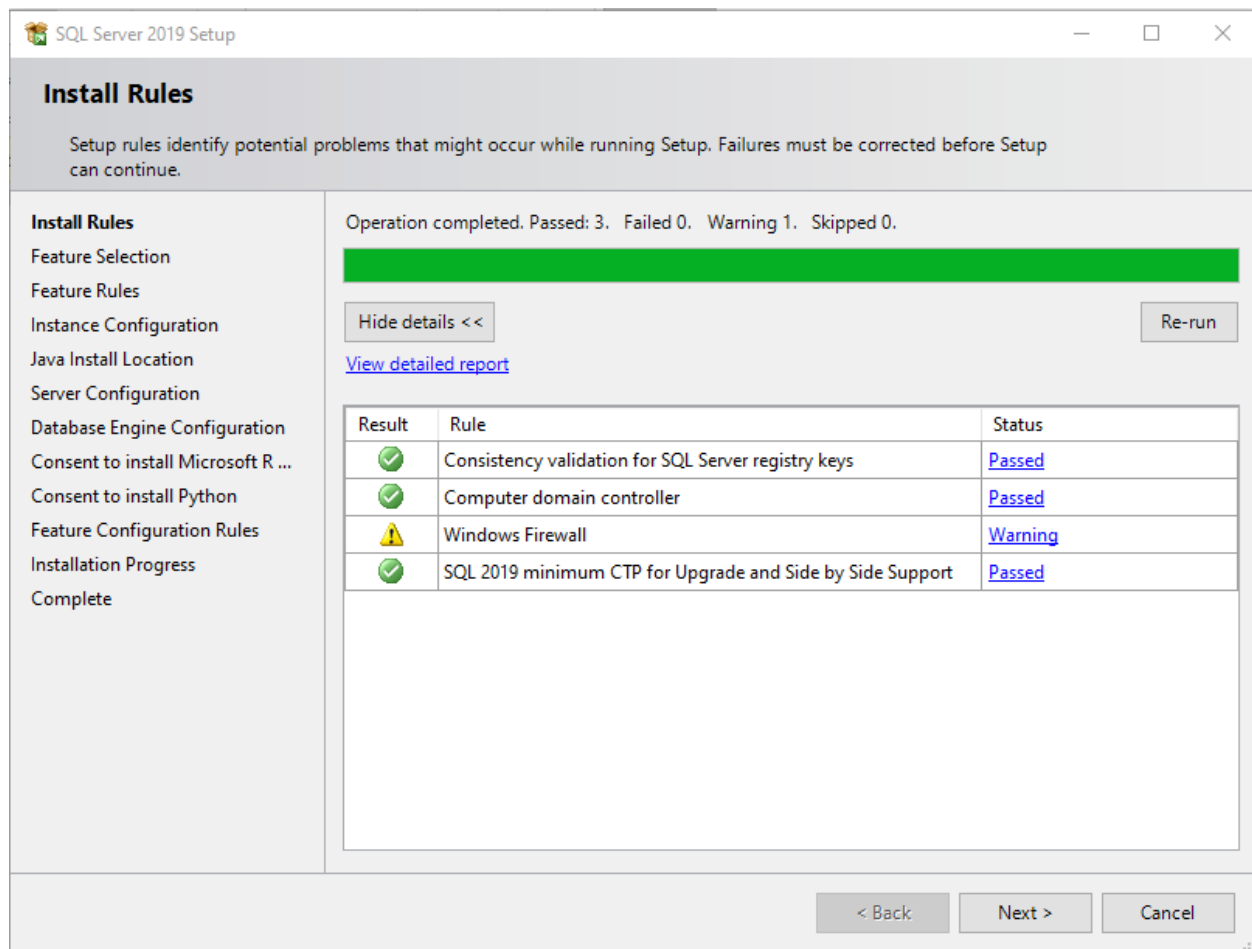 SQL Server 2019 Setup
Install Rules
Setup rules identify potential problems that might occur while running Setup. Failures must be corrected before Setup
can continue.
Install Rules
Feature Selection
Feature Rules
Instance Configuration
Java Install Location
Server Configuration
Database Engine Configuration
Consent to install Microsoft R ...
Consent to install Python
Feature Configuration Rules
Installation Progress
Complete
Operation completed. Passed: 3.   Failed 0.   Warning 1.   Skipped 0.
Hide details <<
Re-run
View detailed report
Result Rule Status
Consistency validation for SQL Server registry keys Passed
Computer domain controller Passed
Windows Firewall Warning
SQL 2019 minimum CTP for Upgrade and Side by Side Support Passed
< Back Next > Cancel